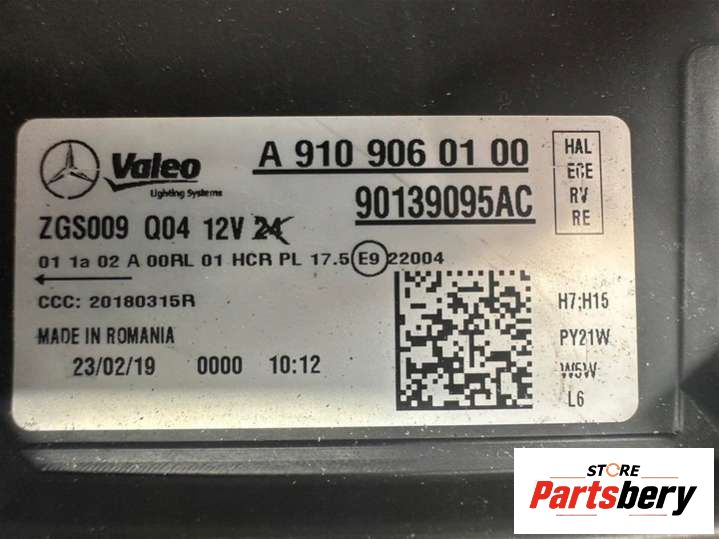 Valeo
Lighting Systems
A 910 906 01 00
90139095AC
HAL
ECE
RV
RE
ZGS009 Q04 12V 24
01 1a 02 A 00RL 01 HCR PL 17.5 E9 22004
CCC: 20180315R
MADE IN ROMANIA
23/02/19 0000 10:12
H7;H15
PY21W
W5W
L6
STORE
Partsbery